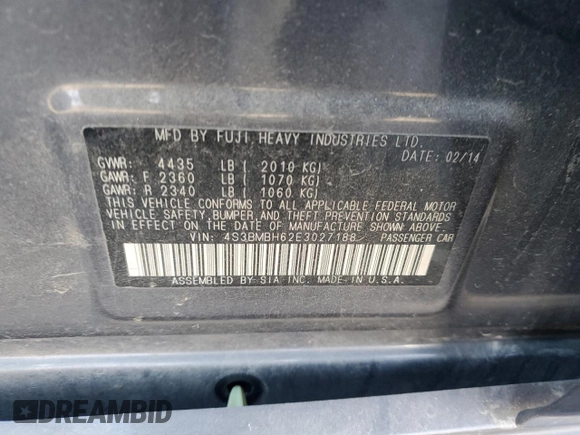 MFD BY FUJI HEAVY INDUSTRIES LTD.
DATE: 02/14
GVWR: 4435 LB ( 2010 KG)
GAWR: F 2360 LB ( 1070 KG)
GAWR: R 2340 LB ( 1060 KG)
THIS VEHICLE CONFORMS TO ALL APPLICABLE FEDERAL MOTOR
VEHICLE SAFETY, BUMPER, AND THEFT PREVENTION STANDARDS
IN EFFECT ON THE DATE OF MANUFACTURE SHOWN ABOVE.
VIN: 4S3BMBH62E3027188 PASSENGER CAR
ASSEMBLED BY SIA INC. MADE IN U.S.A.
DREAMBID